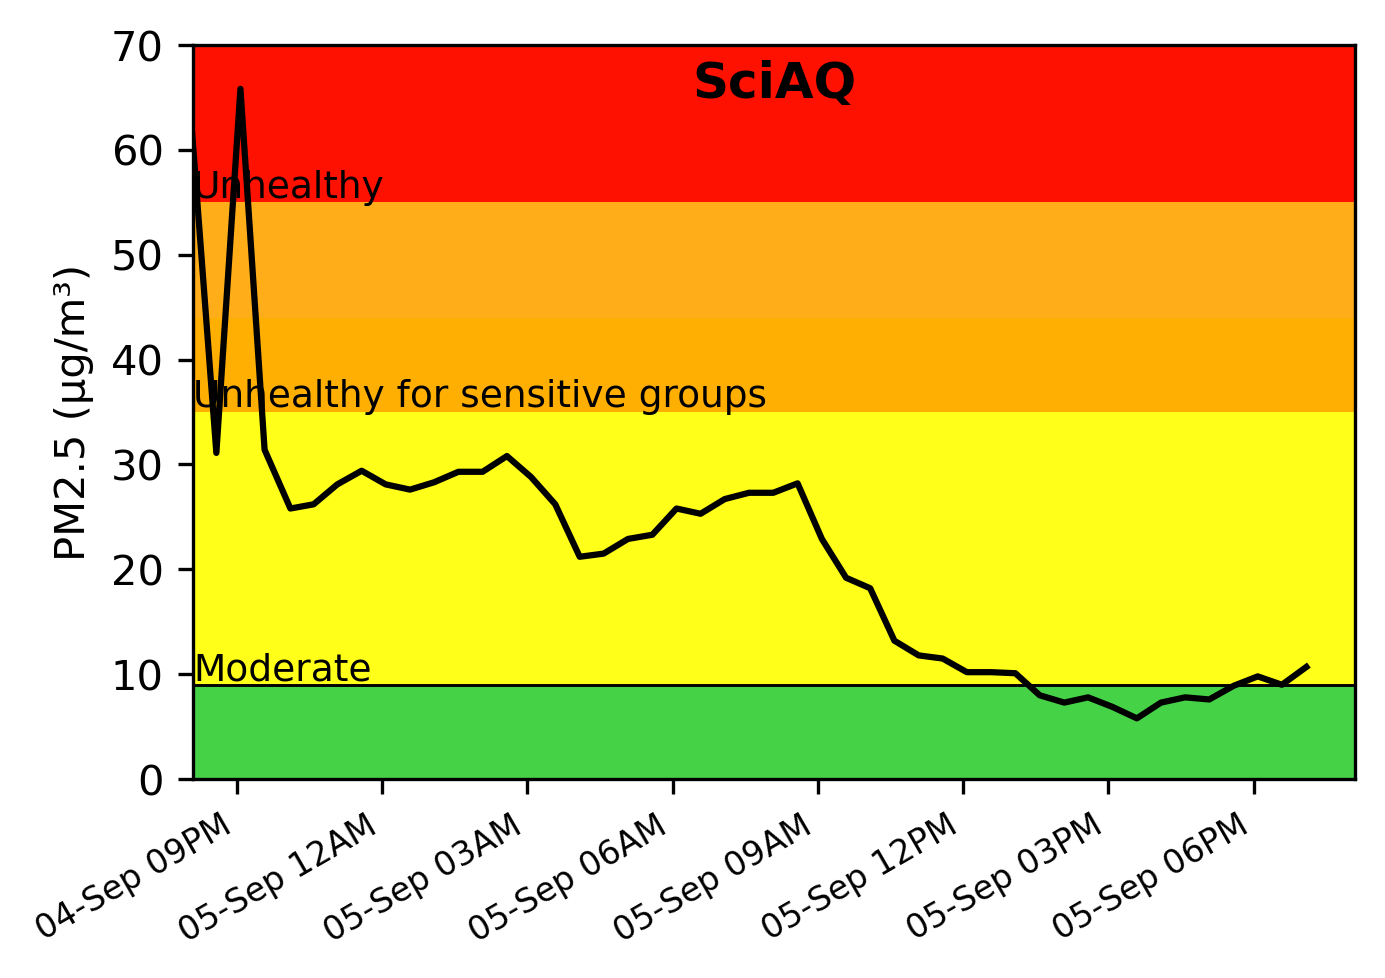 SciAQ
PM2.5 (µg/m³)
70
60
50
40
30
20
10
0
Unhealthy
Unhealthy for sensitive groups
Moderate
04-Sep 09PM
05-Sep 12AM
05-Sep 03AM
05-Sep 06AM
05-Sep 09AM
05-Sep 12PM
05-Sep 03PM
05-Sep 06PM